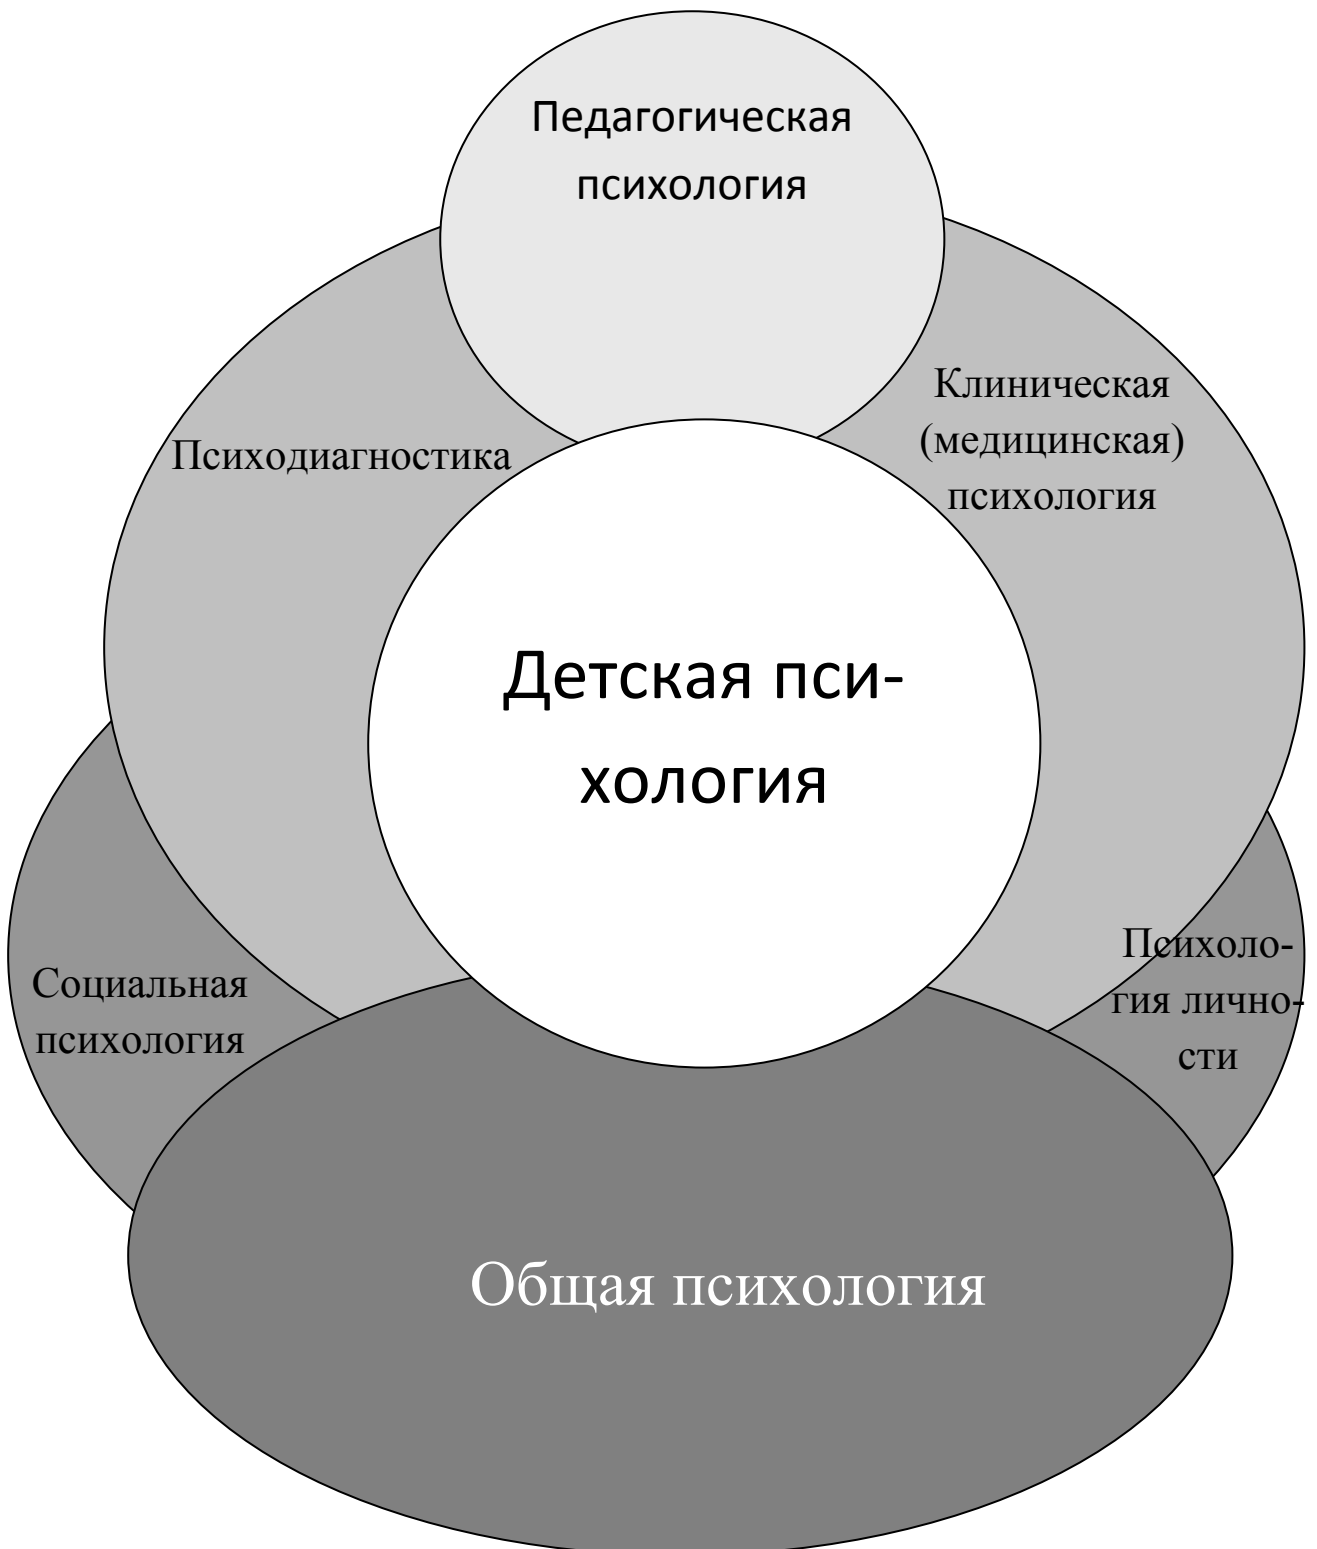 Педагогическая
психология
Клиническая
(медицинская)
психология
Психодиагностика
Детская пси-
хология
Социальная
психология
Психоло-
гия лично-
сти
Общая психология